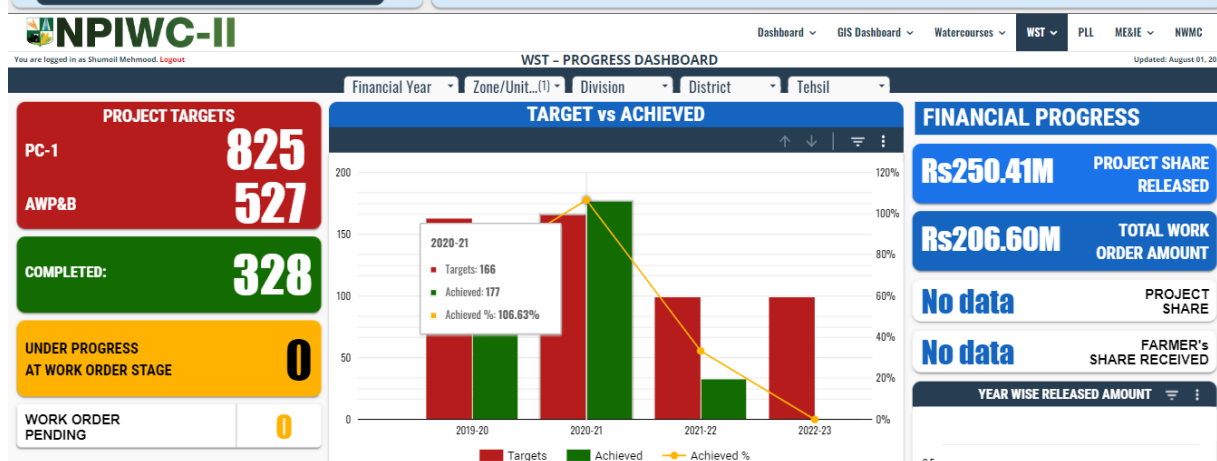 NPIWC-II
Dashboard
GIS Dashboard
Watercourses
WST
PLL
ME&IE
NWMC
You are logged in as Shumeil Mehmood. Logout
WST – PROGRESS DASHBOARD
Updated: August 01, 20
Financial Year
Zone/Unit...(1)
Division
District
Tehsil
PROJECT TARGETS
PC-1
825
AWP&B
527
COMPLETED:
328
UNDER PROGRESS
AT WORK ORDER STAGE
0
WORK ORDER
PENDING
0
TARGET vs ACHIEVED
200
150
100
50
0
120%
100%
80%
60%
40%
20%
0%
2020-21
Targets: 166
Achieved: 177
Achieved %: 106.63%
2019-20
2020-21
2021-22
2022-23
Targets
Achieved
Achieved %
FINANCIAL PROGRESS
Rs250.41M
PROJECT SHARE
RELEASED
Rs206.60M
TOTAL WORK
ORDER AMOUNT
No data
PROJECT
SHARE
No data
FARMER's
SHARE RECEIVED
YEAR WISE RELEASED AMOUNT